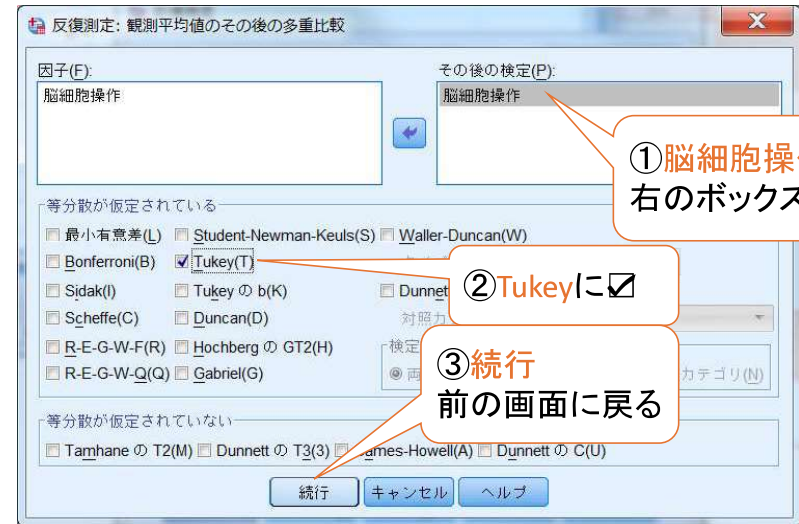 反復測定: 観測平均値のその後の多重比較
因子(F):
その後の検定(P):
脳細胞操作
脳細胞操作
①脳細胞操
右のボックス
等分散が仮定されている
最小有意差(L) Student-Newman-Keuls(S) Waller-Duncan(W)
Bonferroni(B) Tukey(T)
②Tukeyに☑
Sidak(I) Tukey の b(K) Dunnet
Scheffe(C) Duncan(D) 対照カ
R-E-G-W-F(R) Hochberg の GT2(H) 検定
R-E-G-W-Q(Q) Gabriel(G) 両 カテゴリ(N)
③続行
前の画面に戻る
等分散が仮定されていない
Tamhane の T2(M) Dunnett の T3(3) ames-Howell(A) Dunnett の C(U)
続行 キャンセル ヘルプ